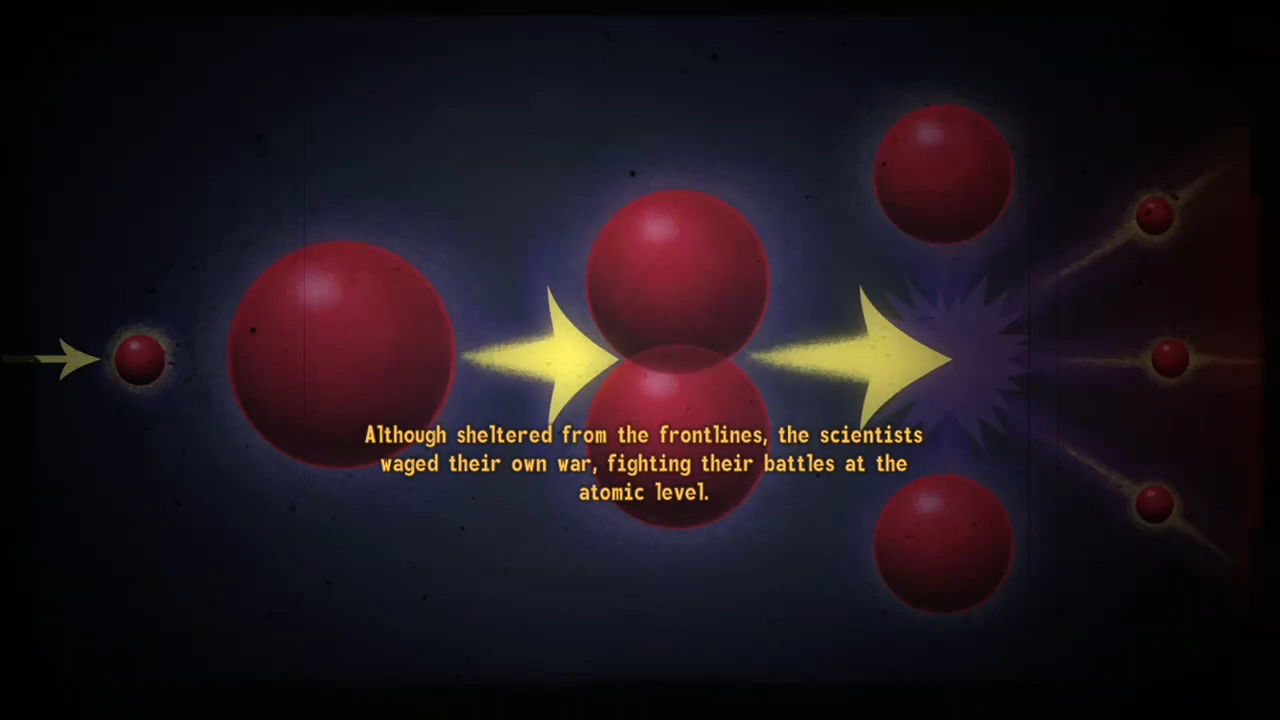 Although sheltered from the frontlines, the scientists
waged their own war, fighting their battles at the
atomic level.